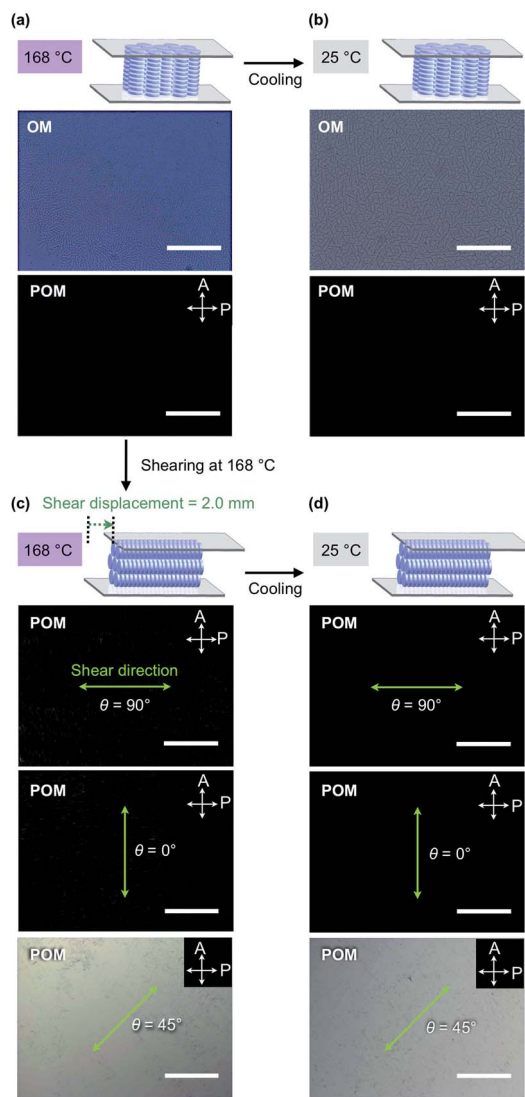 (a)
(b)
168 °C
25 °C
Cooling
OM
OM
POM
A
P
POM
A
P
Shearing at 168 °C
(c)
Shear displacement = 2.0 mm
(d)
168 °C
25 °C
Cooling
POM
A
P
Shear direction
θ = 90°
POM
A
P
θ = 90°
POM
A
P
θ = 0°
POM
A
P
θ = 0°
POM
A
P
θ = 45°
POM
A
P
θ = 45°